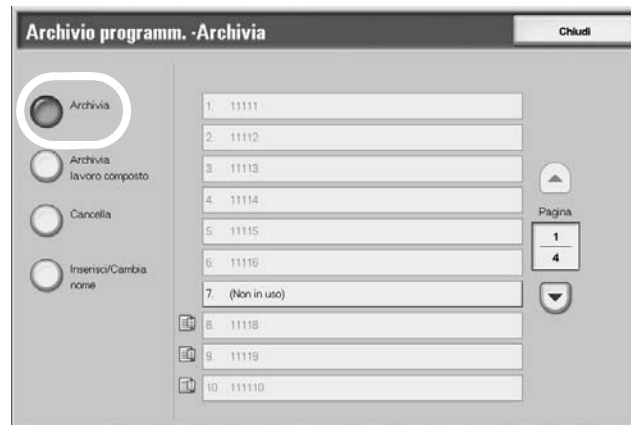 Archivio programm. -Archivia
Chiudi
Archivia
Archivia
lavoro composto
Cancella
Inserisci/Cambia
nome
1. 11111
2. 11112
3. 11113
4. 11114
5. 11115
6. 11116
7. (Non in uso)
8. 11118
9. 11119
10. 111110
Pagina
1
4